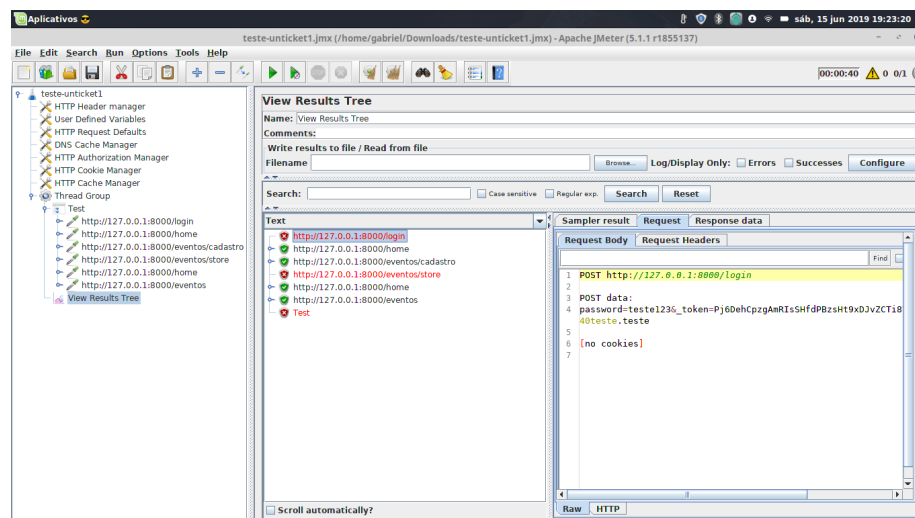 Aplicativos
sáb, 15 jun 2019 19:23:20
teste-unticket1.jmx (/home/gabriel/Downloads/teste-unticket1.jmx) - Apache JMeter (5.1.1 r1855137)
File Edit Search Run Options Tools Help
00:00:40 0 0/1
teste-unticket1
HTTP Header manager
User Defined Variables
HTTP Request Defaults
DNS Cache Manager
HTTP Authorization Manager
HTTP Cookie Manager
HTTP Cache Manager
Thread Group
Test
http://127.0.0.1:8000/login
http://127.0.0.1:8000/home
http://127.0.0.1:8000/eventos/cadastro
http://127.0.0.1:8000/eventos/store
http://127.0.0.1:8000/home
http://127.0.0.1:8000/eventos
View Results Tree
View Results Tree
Name: View Results Tree
Comments:
Write results to file / Read from file
Filename Browse... Log/Display Only: Errors Successes Configure
Search: Case sensitive Regular exp. Search Reset
Text
http://127.0.0.1:8000/login
http://127.0.0.1:8000/home
http://127.0.0.1:8000/eventos/cadastro
http://127.0.0.1:8000/eventos/store
http://127.0.0.1:8000/home
http://127.0.0.1:8000/eventos
Test
Scroll automatically?
Sampler result Request Response data
Request Body Request Headers
Find
1 POST http://127.0.0.1:8000/login
2
3 POST data:
4 password=teste123&_token=Pj6DehCpzgAmRIsSHfdPBzsHt9xDJvZCTi8
40teste.teste
5
6 [no cookies]
7
Raw HTTP